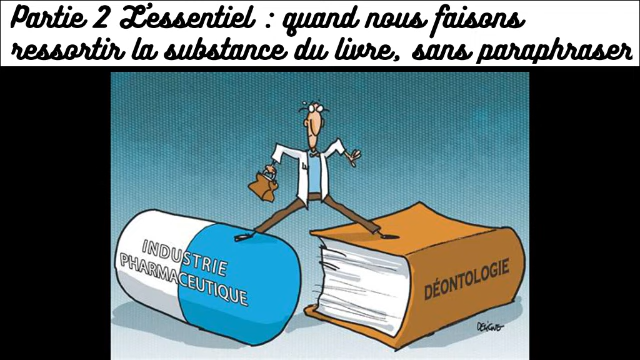 Partie 2 L'essentiel : quand nous faisons
ressortir la substance du livre, sans paraphraser
INDUSTRIE
PHARMACEUTIQUE
DÉONTOLOGIE